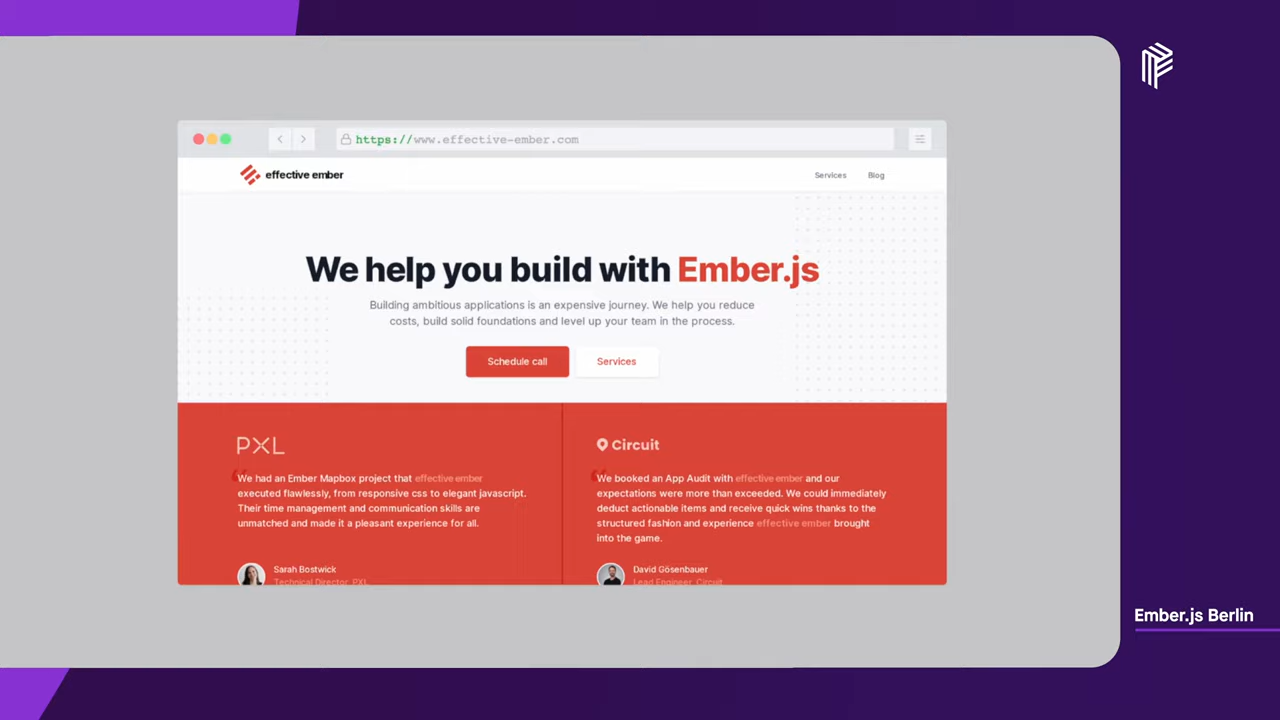 https://www.effective-ember.com
effective ember
Services
Blog
We help you build with Ember.js
Building ambitious applications is an expensive journey. We help you reduce
costs, build solid foundations and level up your team in the process.
Schedule call
Services
PXL
We had an Ember Mapbox project that effective ember
executed flawlessly, from responsive css to elegant javascript.
Their time management and communication skills are
unmatched and made it a pleasant experience for all.
Sarah Bostwick
Technical Director, PXL
Circuit
We booked an App Audit with effective ember and our
expectations were more than exceeded. We could immediately
deduct actionable items and receive quick wins thanks to the
structured fashion and experience effective ember brought
into the game.
David Gösenbauer
Lead Engineer, Circuit
Ember.js Berlin